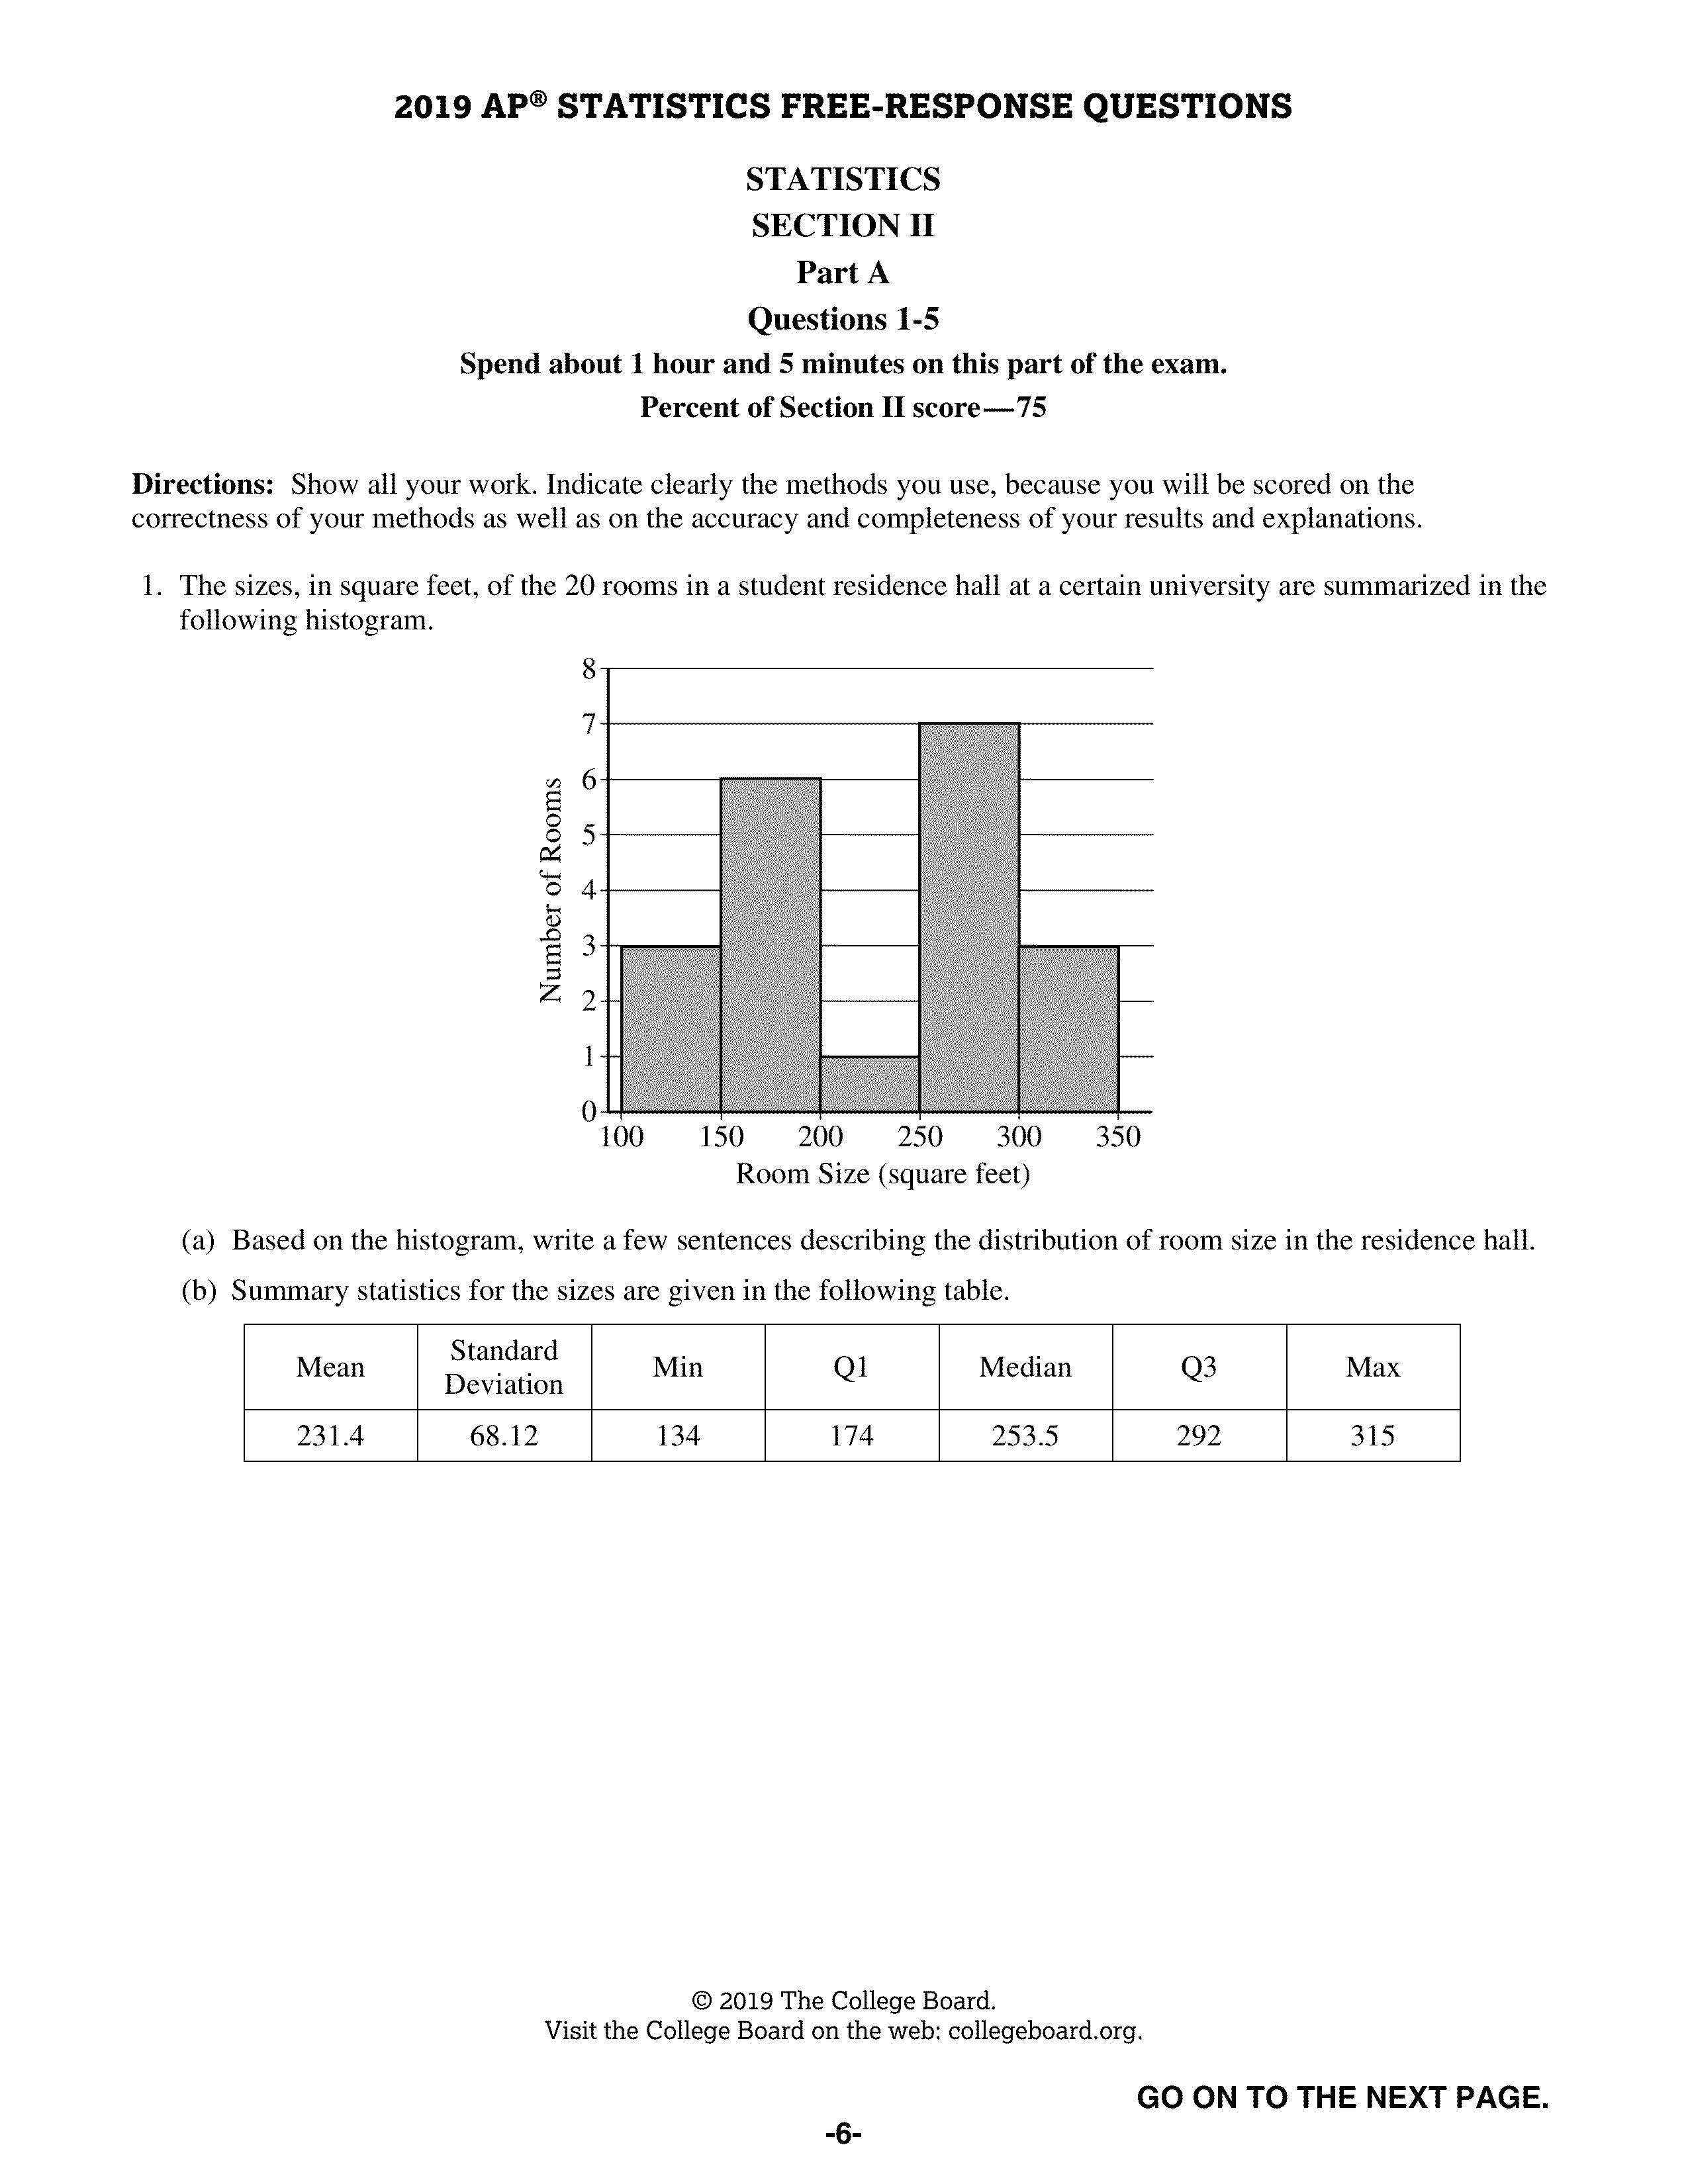 2019 AP® STATISTICS FREE-RESPONSE QUESTIONS
STATISTICS
SECTION II
Part A
Questions 1-5
Spend about 1 hour and 5 minutes on this part of the exam.
Percent of Section II score—75
Directions: Show all your work. Indicate clearly the methods you use, because you will be scored on the
correctness of your methods as well as on the accuracy and completeness of your results and explanations.
1. The sizes, in square feet, of the 20 rooms in a student residence hall at a certain university are summarized in the
following histogram.
8
7
6
5
4
3
2
1
0
Number of Rooms
100 150 200 250 300 350
Room Size (square feet)
(a) Based on the histogram, write a few sentences describing the distribution of room size in the residence hall.
(b) Summary statistics for the sizes are given in the following table.
Mean Standard Deviation Min Q1 Median Q3 Max
231.4 68.12 134 174 253.5 292 315
© 2019 The College Board.
Visit the College Board on the web: collegeboard.org.
GO ON TO THE NEXT PAGE.
-6-